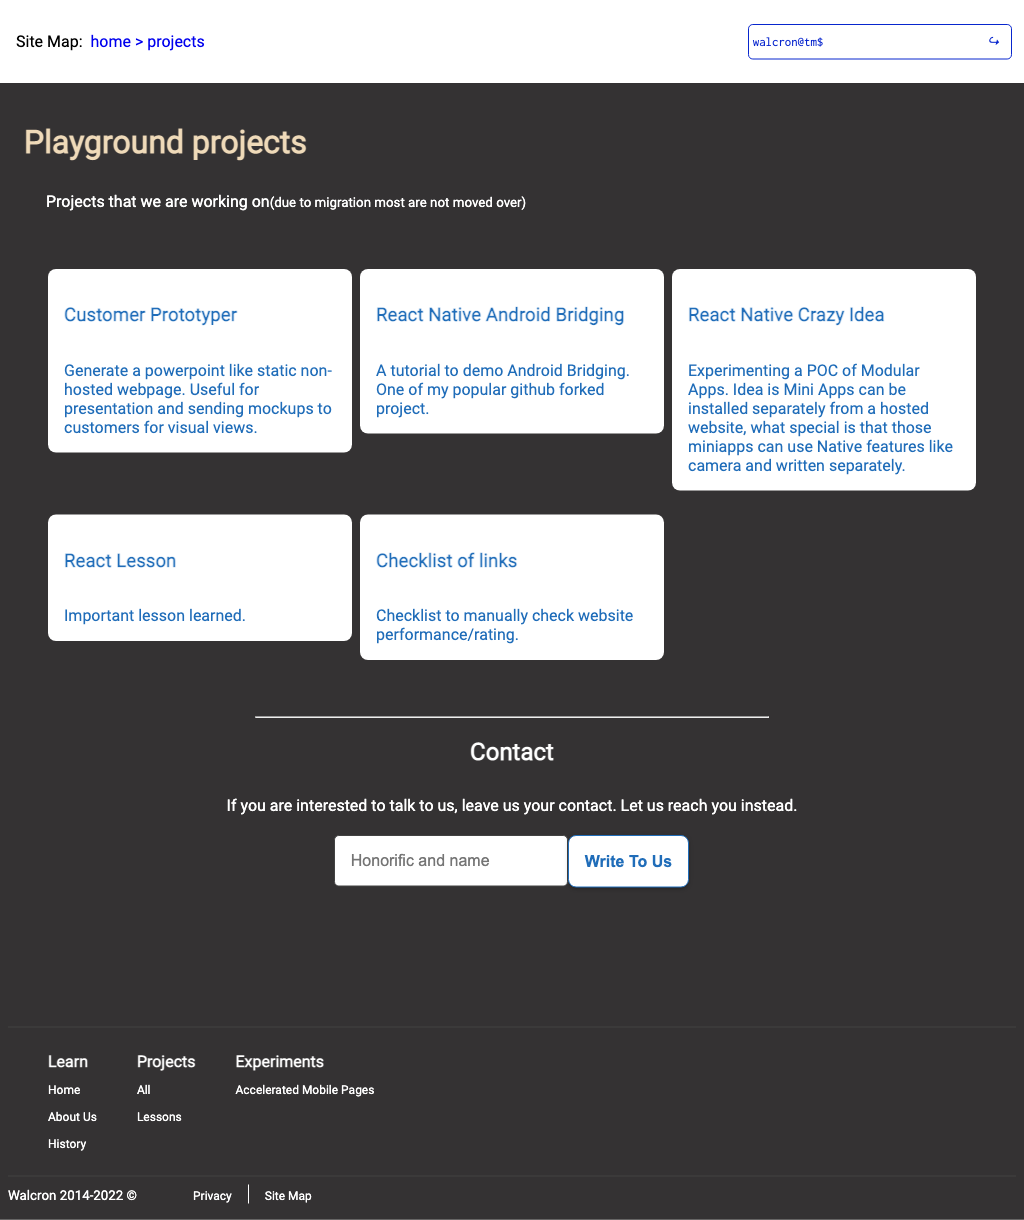 Site Map: home > projects
walcron@tm$
Playground projects
Projects that we are working on(due to migration most are not moved over)
Customer Prototyper
Generate a powerpoint like static non-
hosted webpage. Useful for
presentation and sending mockups to
customers for visual views.
React Native Android Bridging
A tutorial to demo Android Bridging.
One of my popular github forked
project.
React Native Crazy Idea
Experimenting a POC of Modular
Apps. Idea is Mini Apps can be
installed separately from a hosted
website, what special is that those
miniapps can use Native features like
camera and written separately.
React Lesson
Important lesson learned.
Checklist of links
Checklist to manually check website
performance/rating.
Contact
If you are interested to talk to us, leave us your contact. Let us reach you instead.
Honorific and name
Write To Us
Learn
Home
About Us
History
Projects
All
Lessons
Experiments
Accelerated Mobile Pages
Walcron 2014-2022 ©
Privacy
Site Map